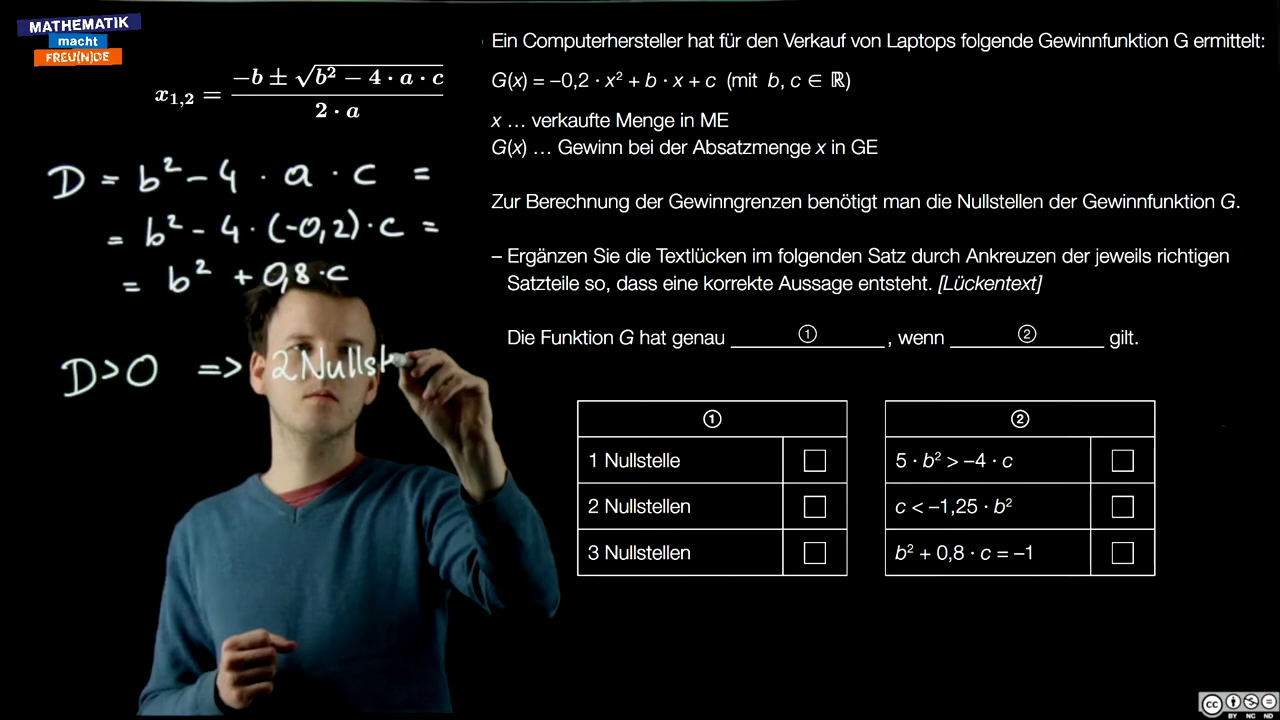 MATHEMATIK
macht
FREU(N)DE
x₁,₂ = (−b ± √(b² − 4 · a · c)) / (2 · a)
D = b² − 4 · a · c =
= b² − 4 · (−0,2) · c =
= b² + 0,8 · c
D > 0 => 2 Nullst
Ein Computerhersteller hat für den Verkauf von Laptops folgende Gewinnfunktion G ermittelt:
G(x) = −0,2 · x² + b · x + c (mit b, c ∈ ℝ)
x … verkaufte Menge in ME
G(x) … Gewinn bei der Absatzmenge x in GE
Zur Berechnung der Gewinngrenzen benötigt man die Nullstellen der Gewinnfunktion G.
– Ergänzen Sie die Textlücken im folgenden Satz durch Ankreuzen der jeweils richtigen
Satzteile so, dass eine korrekte Aussage entsteht. [Lückentext]
Die Funktion G hat genau ① , wenn ② gilt.
①
1 Nullstelle
2 Nullstellen
3 Nullstellen
②
5 · b² > −4 · c
c < −1,25 · b²
b² + 0,8 · c = −1
cc BY NC ND